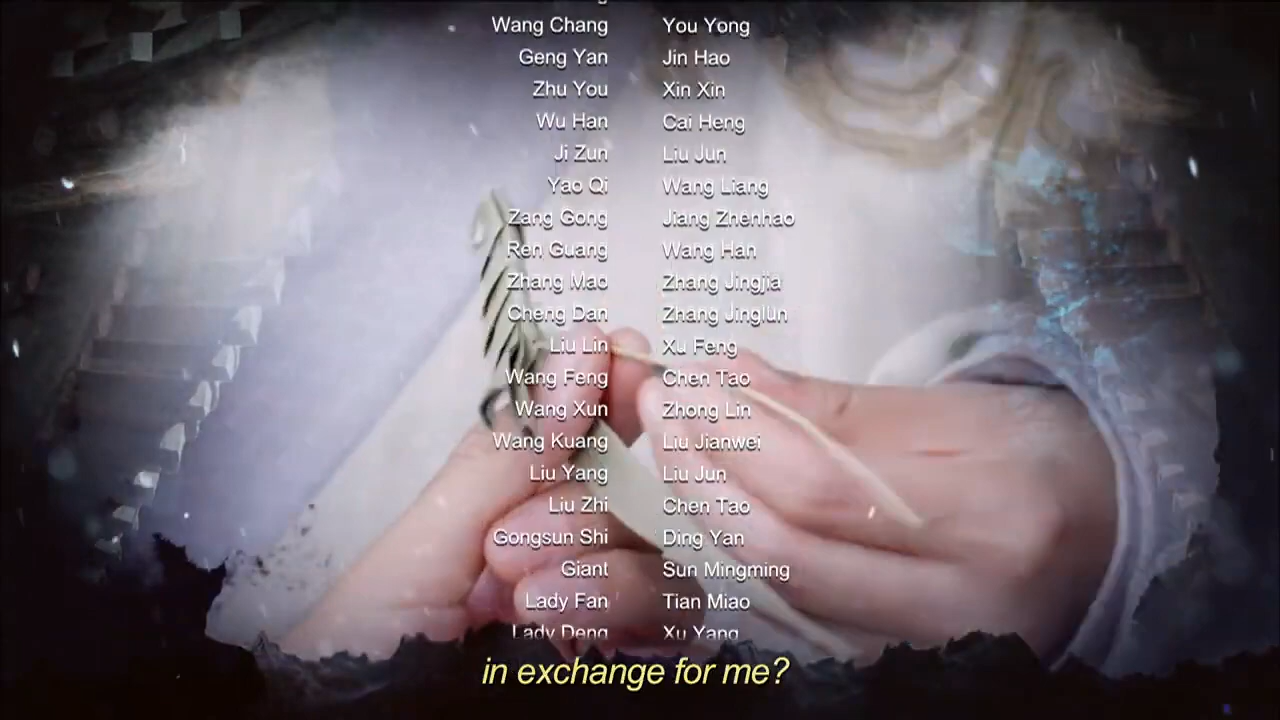 Wang Chang You Yong
Geng Yan Jin Hao
Zhu You Xin Xin
Wu Han Cai Heng
Ji Zun Liu Jun
Yao Qi Wang Liang
Zang Gong Jiang Zhenhao
Ren Guang Wang Han
Zhang Mao Zhang Jingjia
Cheng Dan Zhang Jinglun
Liu Lin Xu Feng
Wang Feng Chen Tao
Wang Xun Zhong Lin
Wang Kuang Liu Jianwei
Liu Yang Liu Jun
Liu Zhi Chen Tao
Gongsun Shi Ding Yan
Giant Sun Mingming
Lady Fan Tian Miao
Lady Deng Xu Yang
in exchange for me?